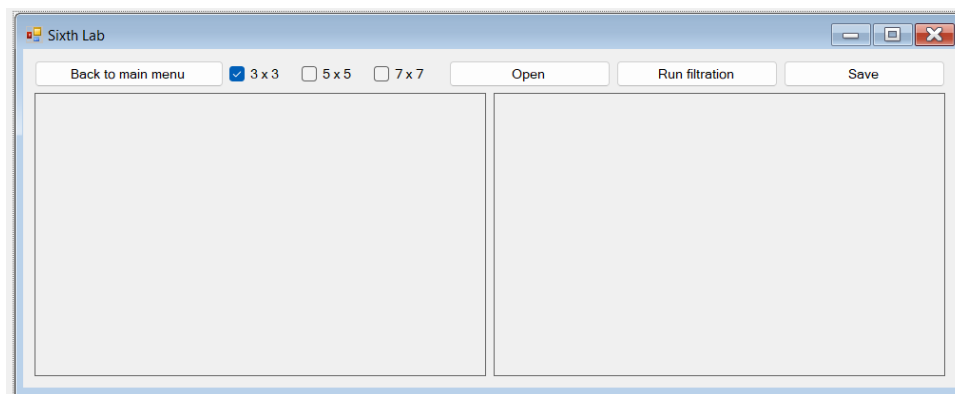 Sixth Lab
Back to main menu 3 x 3 5 x 5 7 x 7 Open Run filtration Save